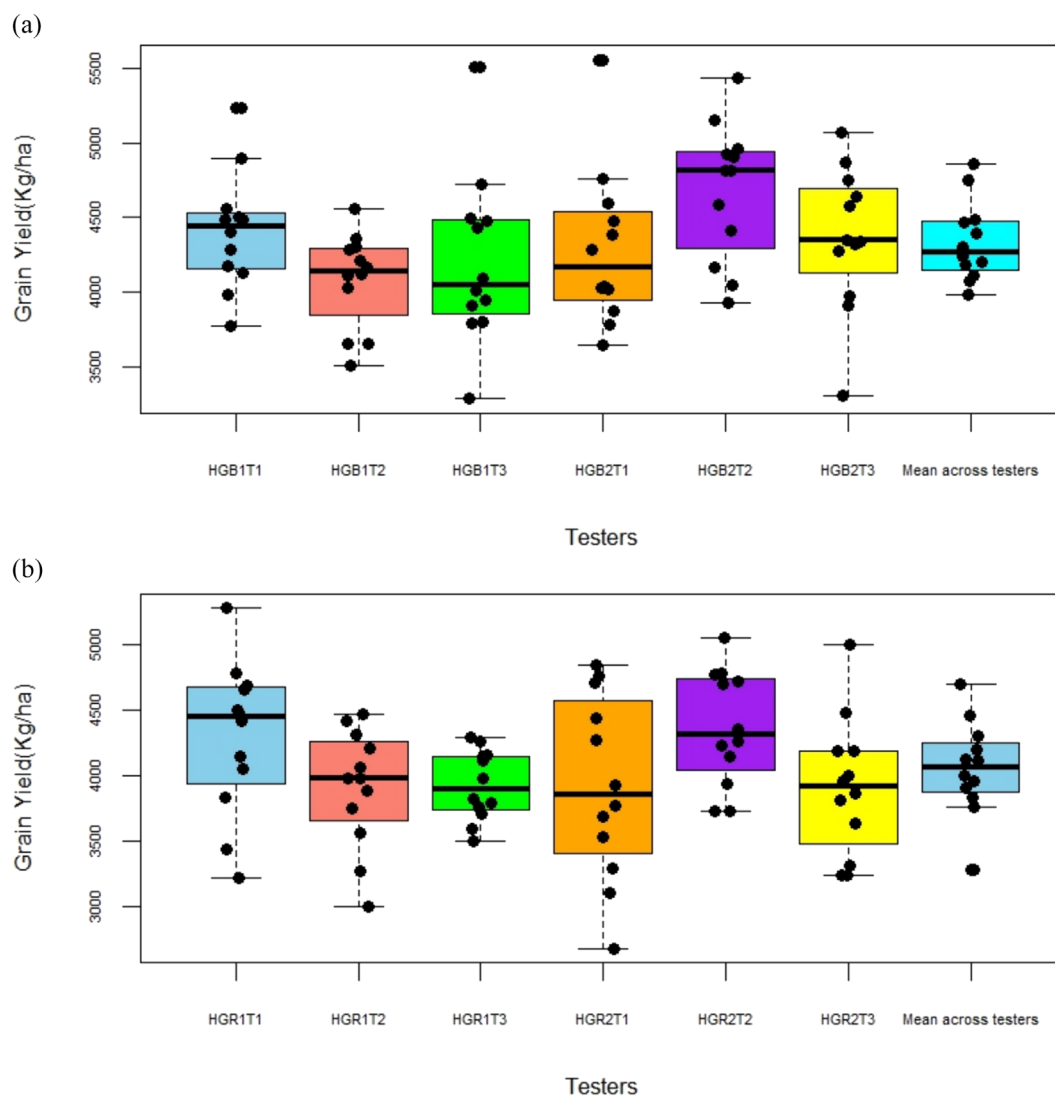 (a)
Grain Yield(Kg/ha)
5500
5000
4500
4000
3500
HGB1T1 HGB1T2 HGB1T3 HGB2T1 HGB2T2 HGB2T3 Mean across testers
Testers
(b)
Grain Yield(Kg/ha)
5000
4500
4000
3500
3000
HGR1T1 HGR1T2 HGR1T3 HGR2T1 HGR2T2 HGR2T3 Mean across testers
Testers